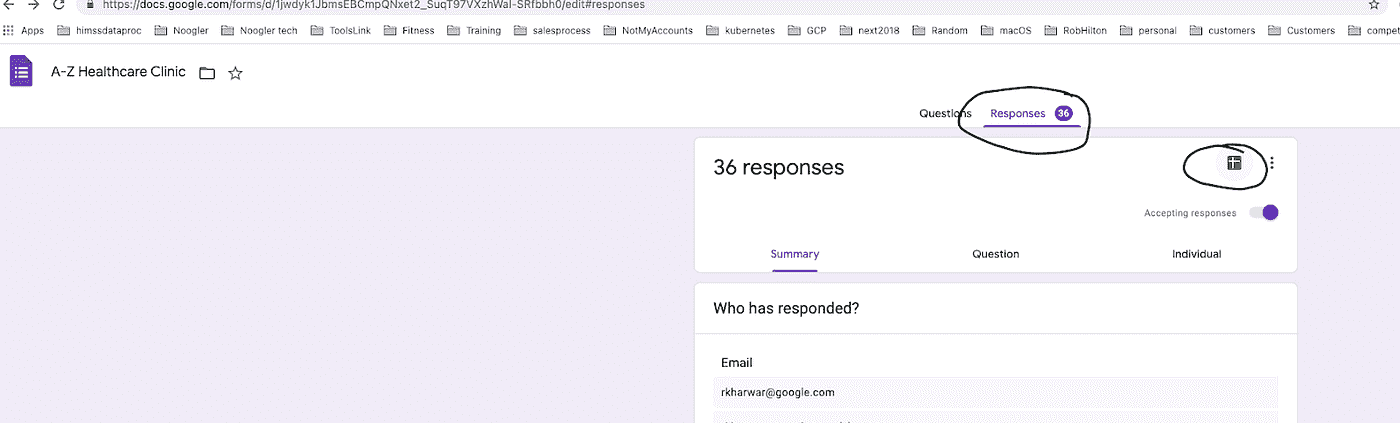 https://docs.google.com/forms/d/1jwdyk1JbmsEBCmpQNxet2_SuqT97VXzhWaI-SRfbbh0/edit#responses
Apps himssdataproc Noogler Noogler tech ToolsLink Fitness Training salesprocess NotMyAccounts kubernetes GCP next2018 Random macOS RobHilton personal customers Customers compet
A-Z Healthcare Clinic
Questions Responses 36
36 responses
Accepting responses
Summary Question Individual
Who has responded?
Email
rkharwar@google.com